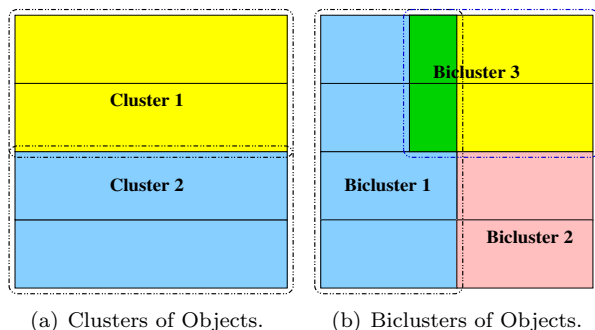 Cluster 1
Cluster 2
(a) Clusters of Objects.
Bicluster 3
Bicluster 1
Bicluster 2
(b) Biclusters of Objects.